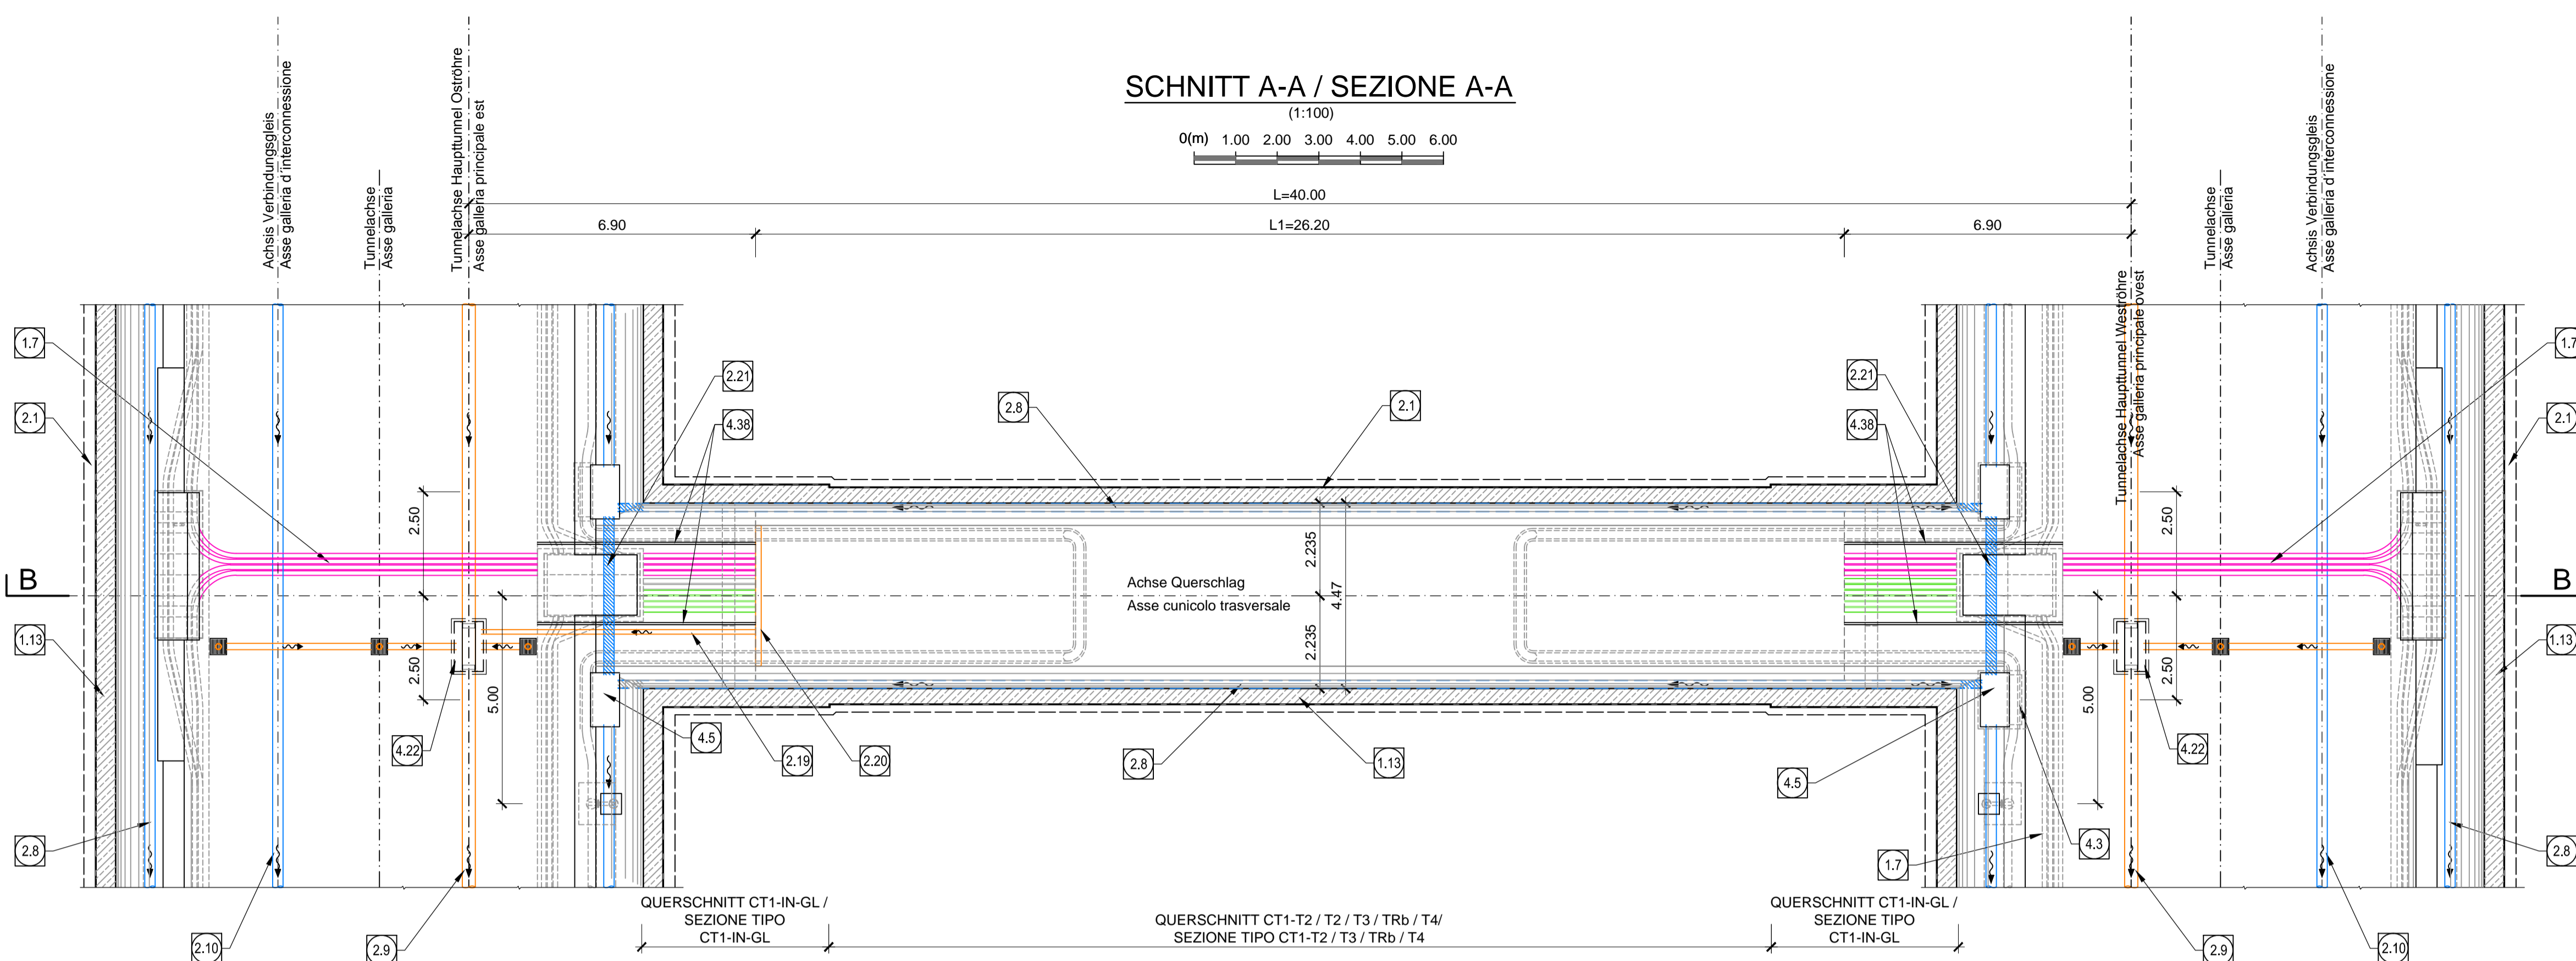 SCHNITT A-A / SEZIONE A-A
(1:100)
0(m) 1.00 2.00 3.00 4.00 5.00 6.00
Achsis Verbindungsgleis
Asse galleria d'interconnessione
Tunnelachse
Asse galleria
Tunnelachse Haupttunnel Oströhre
Asse galleria principale est
L=40.00
6.90
L1=26.20
6.90
Tunnelachse Haupttunnel Weströhre
Asse galleria principale ovest
Tunnelachse
Asse galleria
Achsis Verbindungsgleis
Asse galleria d'interconnessione
1.7
2.1
1.13
2.8
2.10
2.9
4.22
2.50
2.50
5.00
2.21
4.38
2.8
2.1
2.21
4.38
1.7
2.1
1.13
2.8
B
B
Achse Querschlag
Asse cunicolo trasversale
2.235
2.235
4.47
4.5
2.19
2.20
2.8
1.13
4.5
1.7
4.3
4.22
2.50
2.50
5.00
2.9
2.10
QUERSCHNITT CT1-IN-GL /
SEZIONE TIPO
CT1-IN-GL
QUERSCHNITT CT1-T2 / T2 / T3 / TRb / T4/
SEZIONE TIPO CT1-T2 / T3 / TRb / T4
QUERSCHNITT CT1-IN-GL /
SEZIONE TIPO
CT1-IN-GL